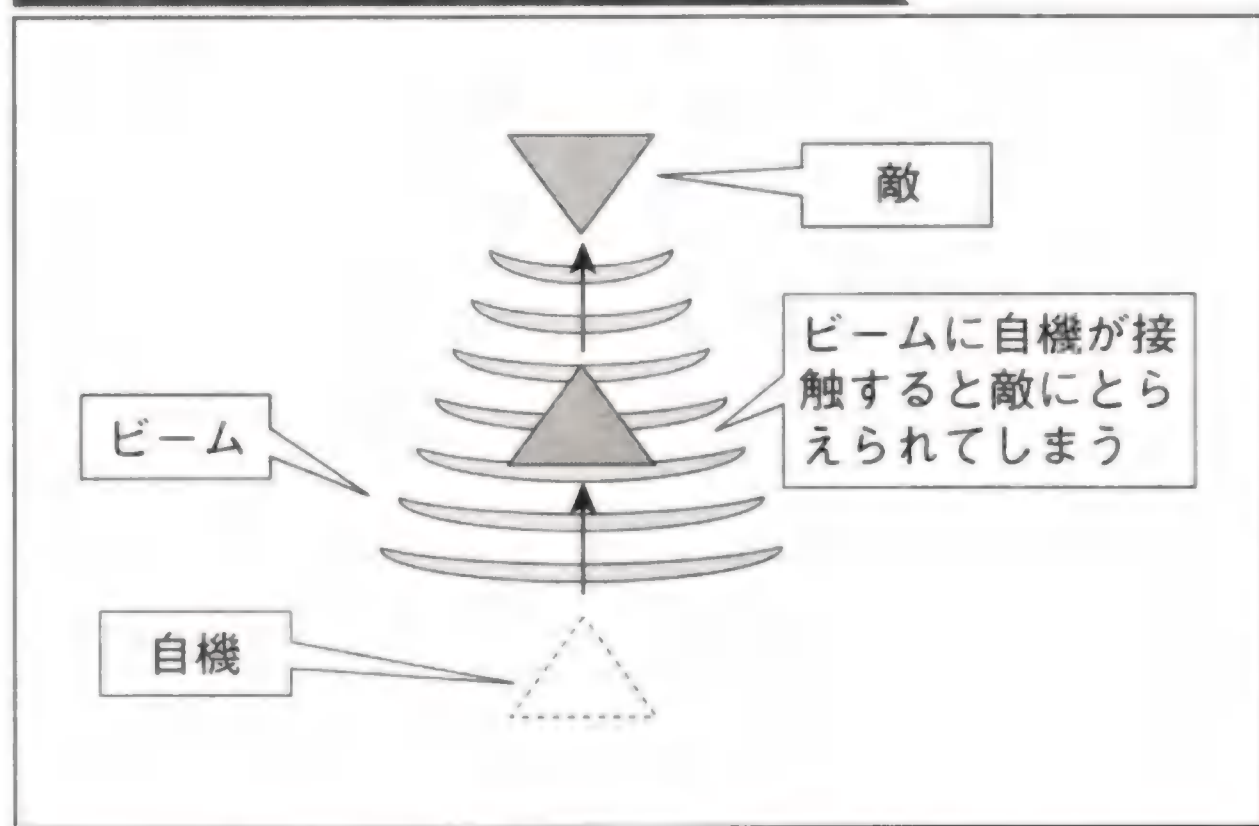 敵
ビームに自機が接
触すると敵にとら
えられてしまう
ビーム
自機